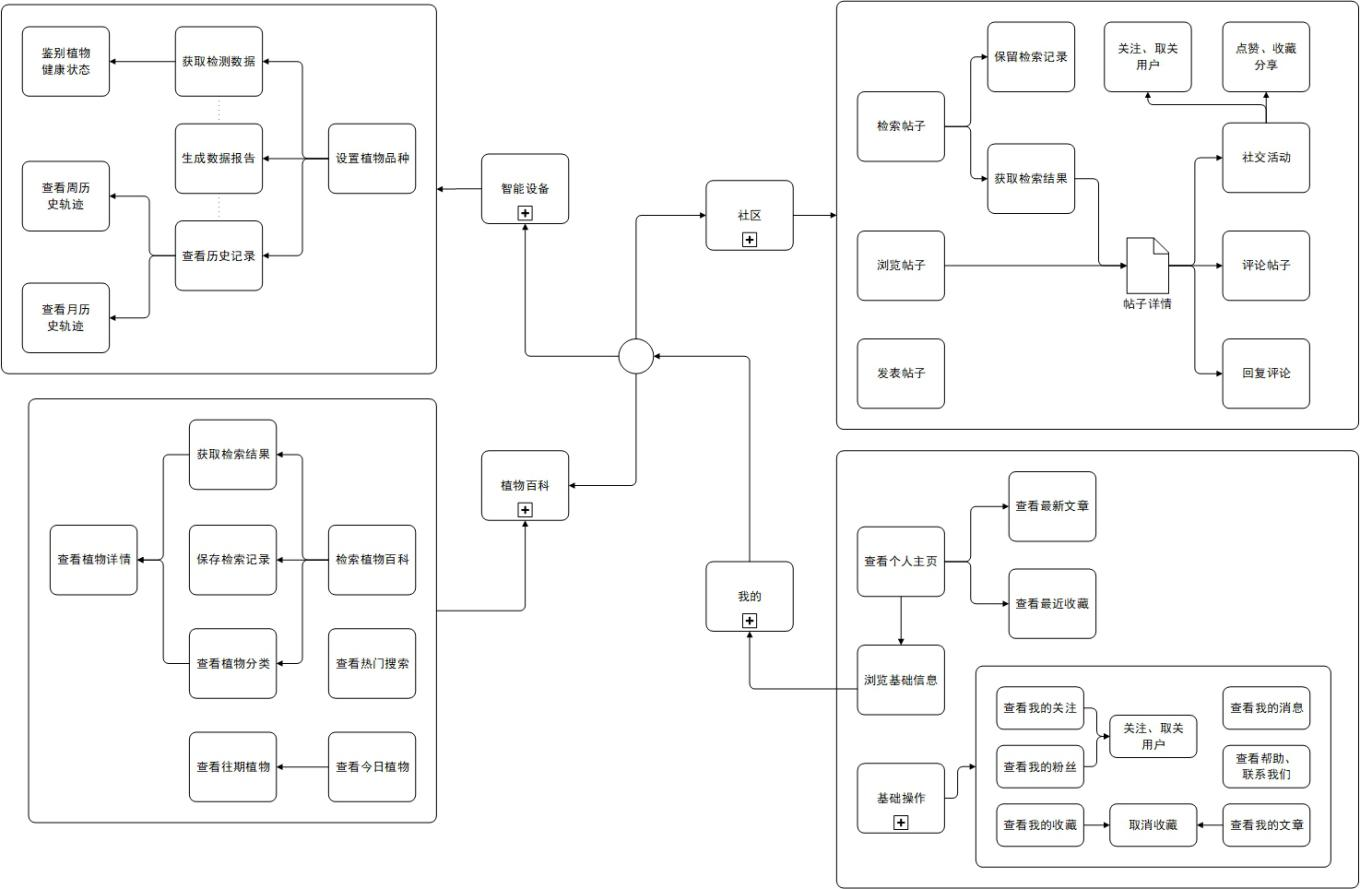 鉴别植物
健康状态
获取检测数据
生成数据报告
设置植物品种
查看周历
史轨迹
查看历史记录
查看月历
史轨迹
智能设备
社区
保留检索记录
关注、取关
用户
点赞、收藏
分享
检索帖子
获取检索结果
社交活动
浏览帖子
帖子详情
评论帖子
发表帖子
回复评论
获取检索结果
植物百科
查看植物详情
保存检索记录
检索植物百科
查看植物分类
查看热门搜索
查看往期植物
查看今日植物
我的
查看最新文章
查看个人主页
查看最近收藏
浏览基础信息
查看我的关注
关注、取关
用户
查看我的消息
查看我的粉丝
查看帮助、
联系我们
基础操作
查看我的收藏
取消收藏
查看我的文章